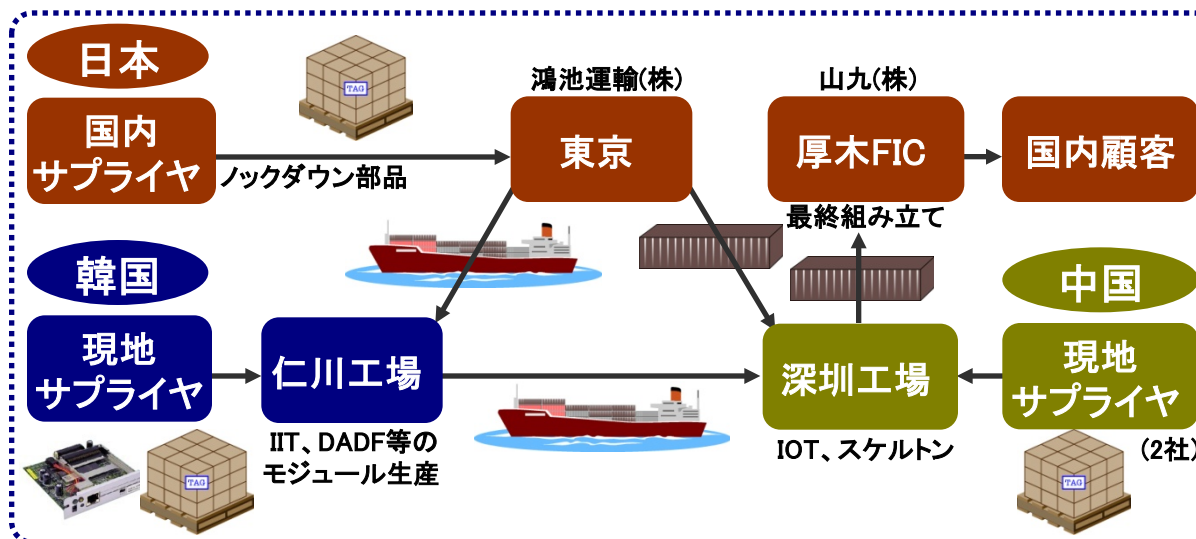 日本
TAG
国内
サプライヤ
ノックダウン部品
鴻池運輸(株)
東京
山九(株)
厚木FIC
最終組み立て
国内顧客
韓国
現地
サプライヤ
TAG
仁川工場
IIT、DADF等の
モジュール生産
深圳工場
IOT、スケルトン
中国
現地
サプライヤ
(2社)
TAG